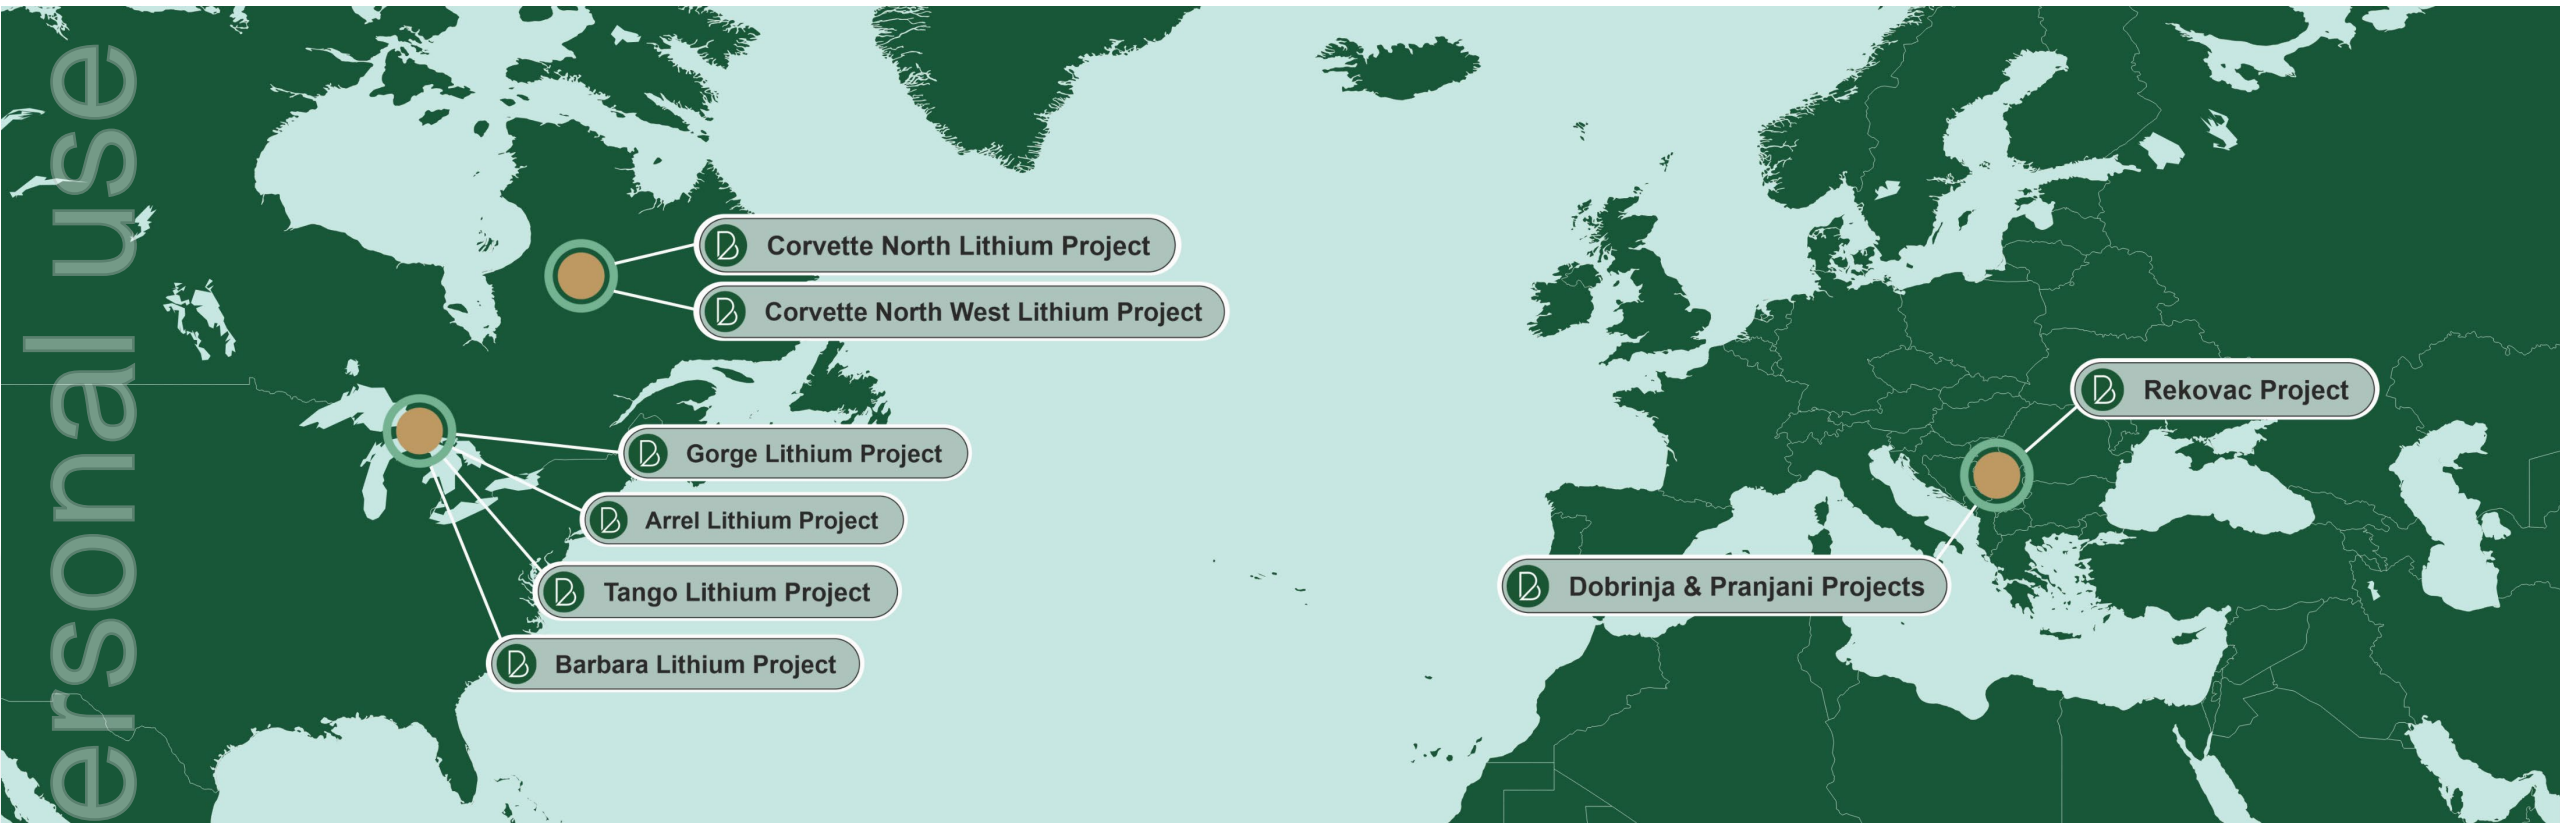 ersonal use
Corvette North Lithium Project
Corvette North West Lithium Project
Rekovac Project
Gorge Lithium Project
Arrel Lithium Project
Dobrinja & Pranjani Projects
Tango Lithium Project
Barbara Lithium Project